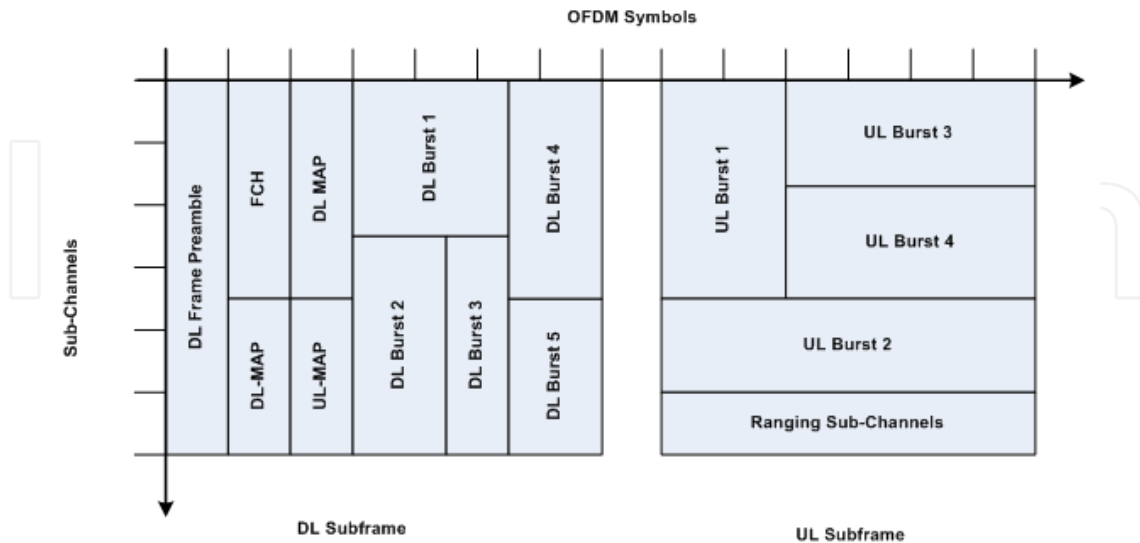 OFDM Symbols
Sub-Channels
DL Frame Preamble
FCH
DL MAP
DL-MAP
UL-MAP
DL Burst 1
DL Burst 2
DL Burst 3
DL Burst 4
DL Burst 5
UL Burst 1
UL Burst 3
UL Burst 4
UL Burst 2
Ranging Sub-Channels
DL Subframe
UL Subframe